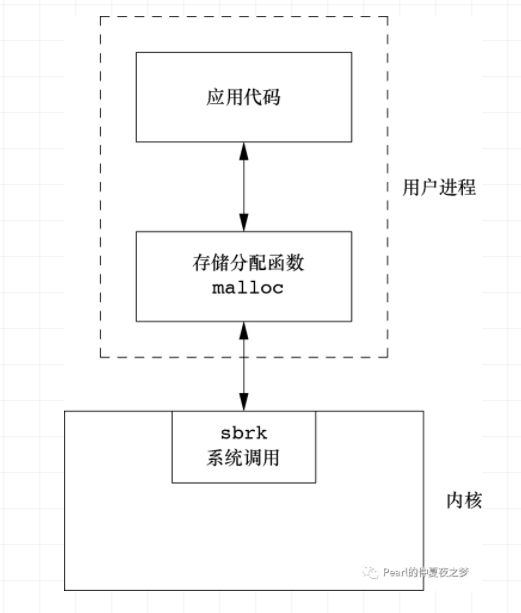 应用代码
用户进程
存储分配函数
malloc
sbrk
系统调用
内核
Pearl的仲夏夜之梦